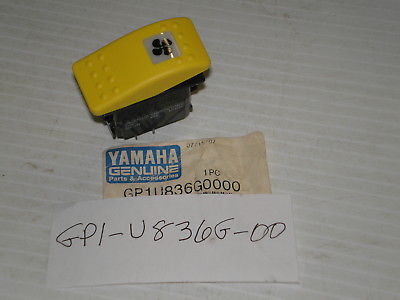 YAMAHA
GENUINE
Parts & Accessories
1PC
GP1U836G0000
GP1-U836G-00